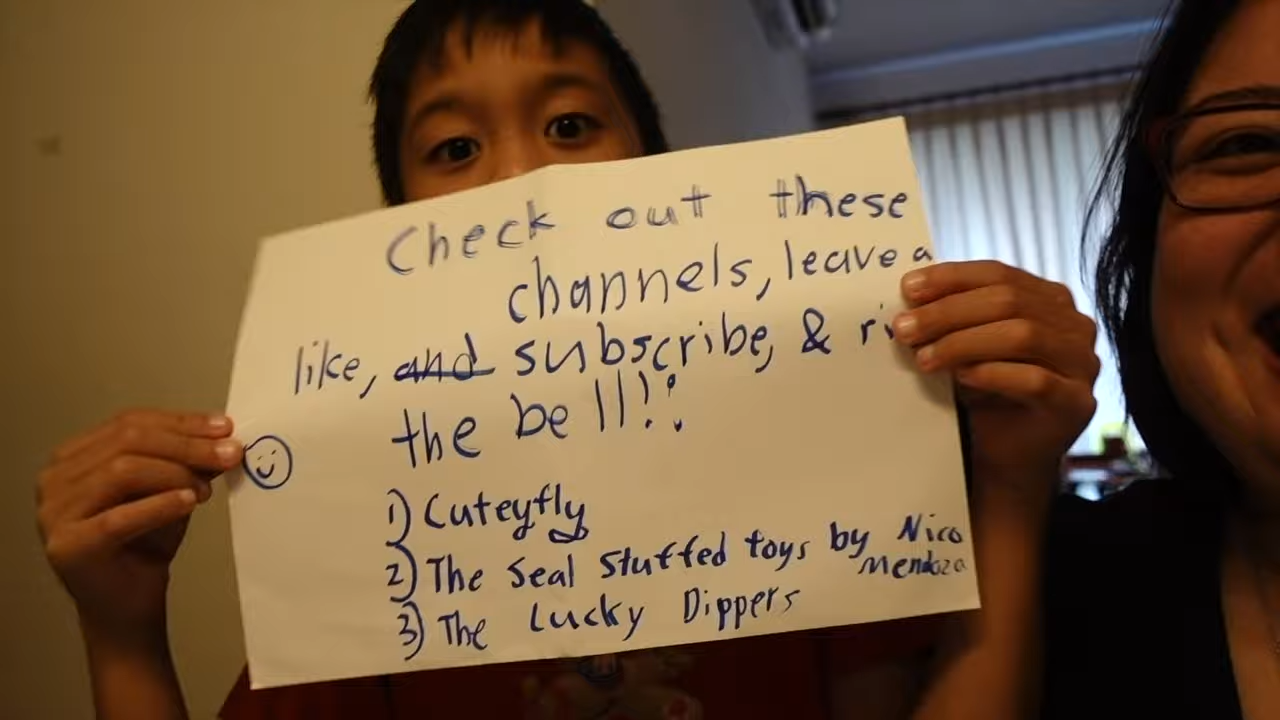 Check out these
channels, leave a
like, and subscribe, & ri
the bell!!
1) Cuteyfly
2) The Seal Stuffed toys by Nico
Mendoza
3) The Lucky Dippers